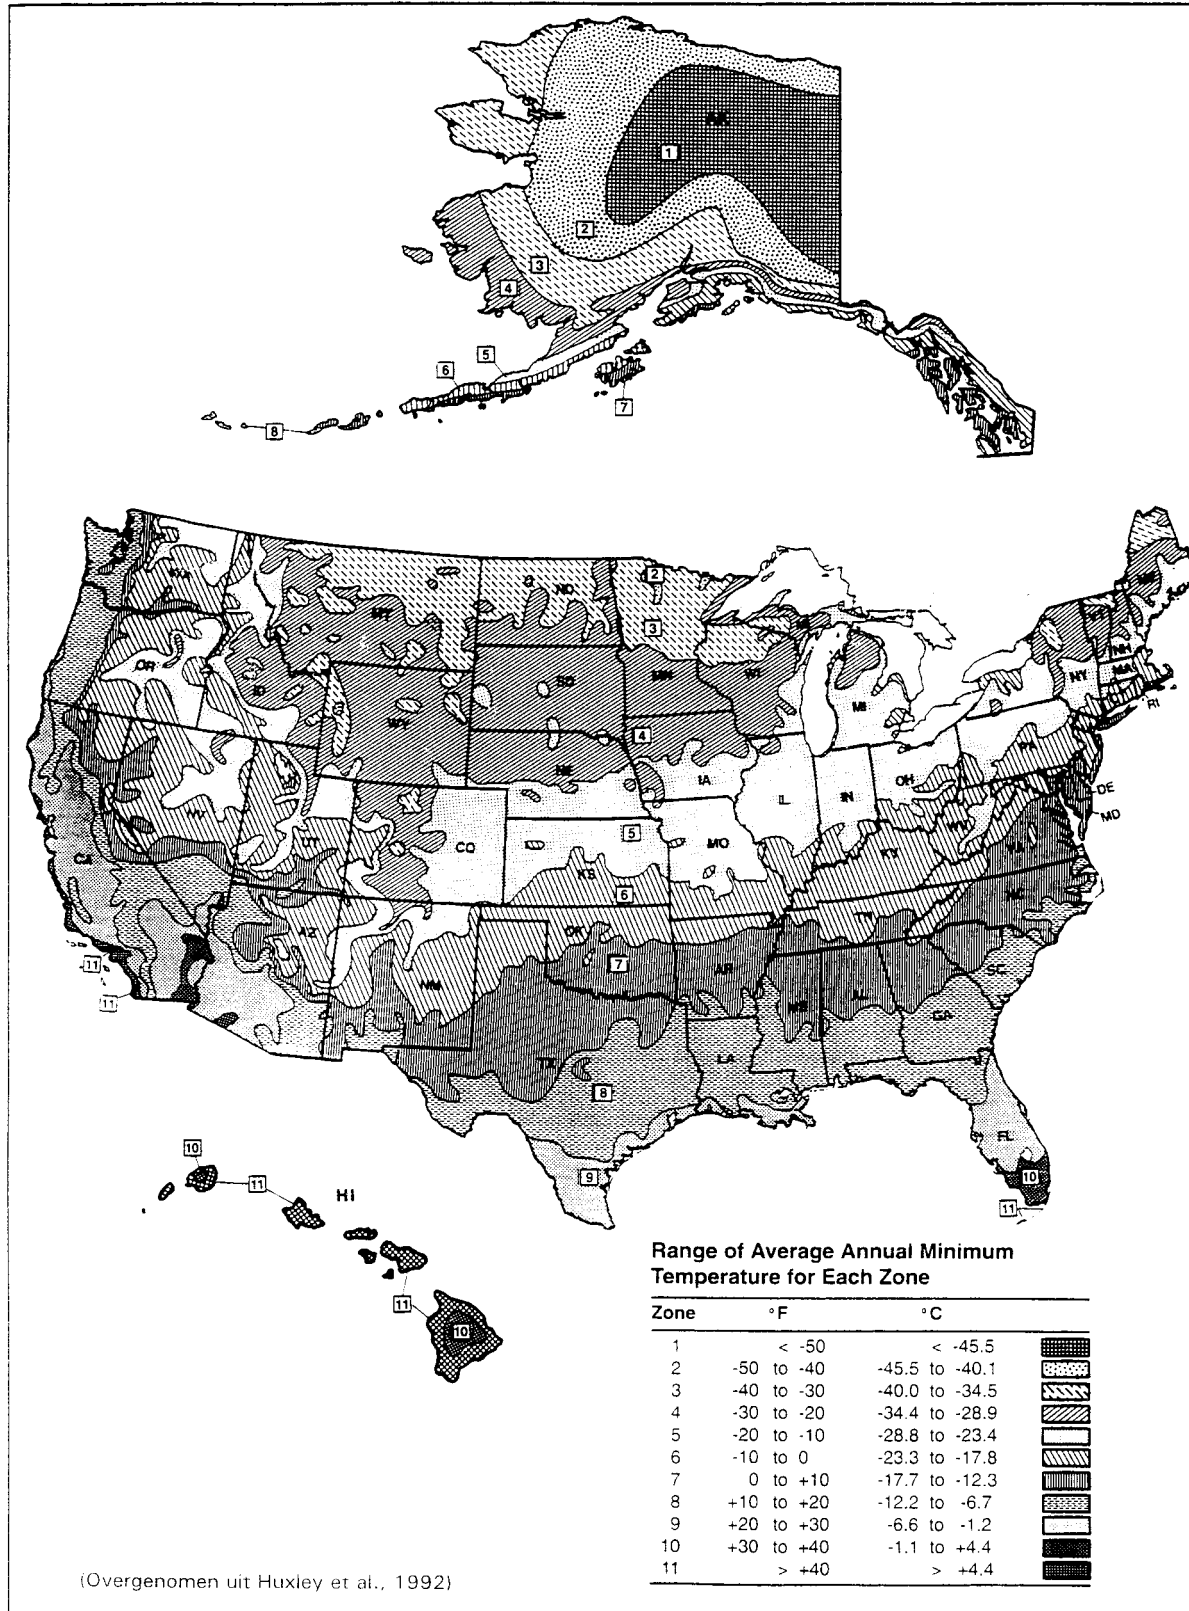 AK
1
2
3
4
5
6
7
8
WA
MT
ND
2
3
ME
VT
NH
MA
RI
NY
OR
ID
WY
SD
MN
WI
MI
MI
4
NE
IA
PA
NV
UT
CO
IL
IN
OH
DE
MD
CA
5
MO
WV
VA
KS
KY
6
AZ
NM
OK
TN
NC
11
11
7
AR
SC
MS
AL
GA
TX
LA
8
FL
9
10
11
10
11
HI
11
10
Range of Average Annual Minimum
Temperature for Each Zone
Zone °F °C
1 < -50 < -45.5
2 -50 to -40 -45.5 to -40.1
3 -40 to -30 -40.0 to -34.5
4 -30 to -20 -34.4 to -28.9
5 -20 to -10 -28.8 to -23.4
6 -10 to 0 -23.3 to -17.8
7 0 to +10 -17.7 to -12.3
8 +10 to +20 -12.2 to -6.7
9 +20 to +30 -6.6 to -1.2
10 +30 to +40 -1.1 to +4.4
11 > +40 > +4.4
(Overgenomen uit Huxley et al., 1992)